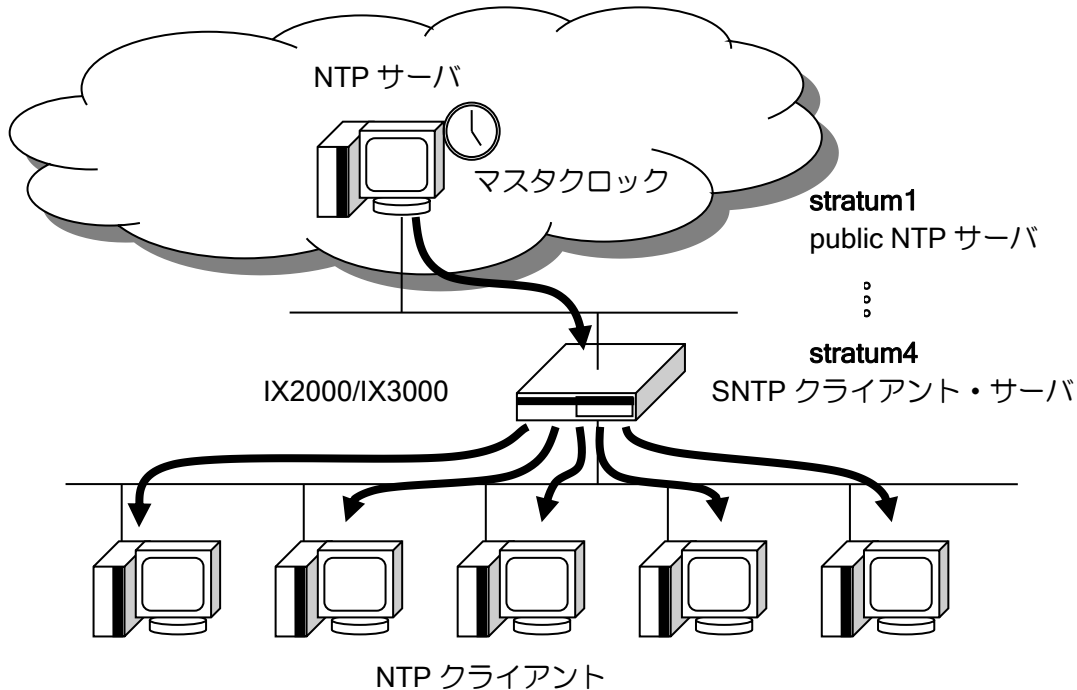 NTP サーバ
マスタクロック
stratum1
public NTP サーバ
stratum4
IX2000/IX3000
SNTP クライアント・サーバ
NTP クライアント